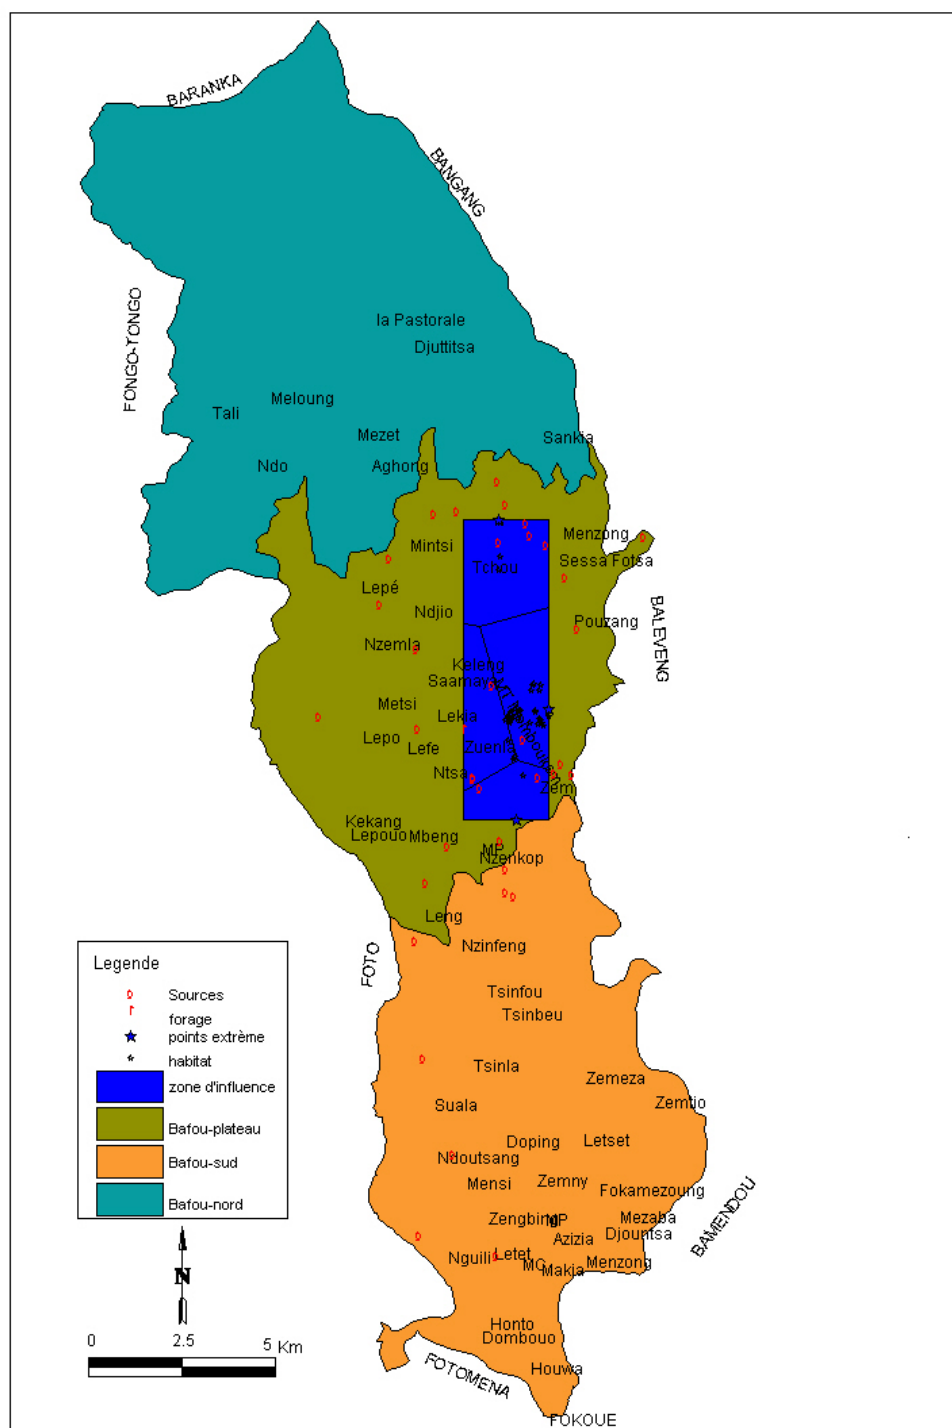 BARANKA
BANGANG
FONGO-TONGO
la Pastorale
Djuttitsa
Meloung
Tali
Mezet
Sankia
Ndo
Aghong
Menzong
Mintsi
Sessa Fotsa
Tchou
Lepé
Ndjio
Pouzang
BALEVENG
Nzemla
Keleng
Saamaya
Metsi
Lekia
Lepo
Lefe
Zuenla
Ntsa
Zem
Kekang
Lepouo
Mbeng
MP
Nzenkop
Leng
FOTO
Nzinfeng
Legende
Sources
forage
points extrème
habitat
zone d'influence
Bafou-plateau
Bafou-sud
Bafou-nord
Tsinfou
Tsinbeu
Tsinla
Zemeza
Suala
Zemtio
Doping
Letset
Ndoutsang
Mensi
Zemny
Fokamezoung
Zengbing
MP
Mezaba
Djountsa
Azizia
BAMENDOU
Nguili
Letet
MC
Makia
Menzong
N
0 2.5 5 Km
Honto
Dombouo
FOTOMENA
Houwa
FOKOUE